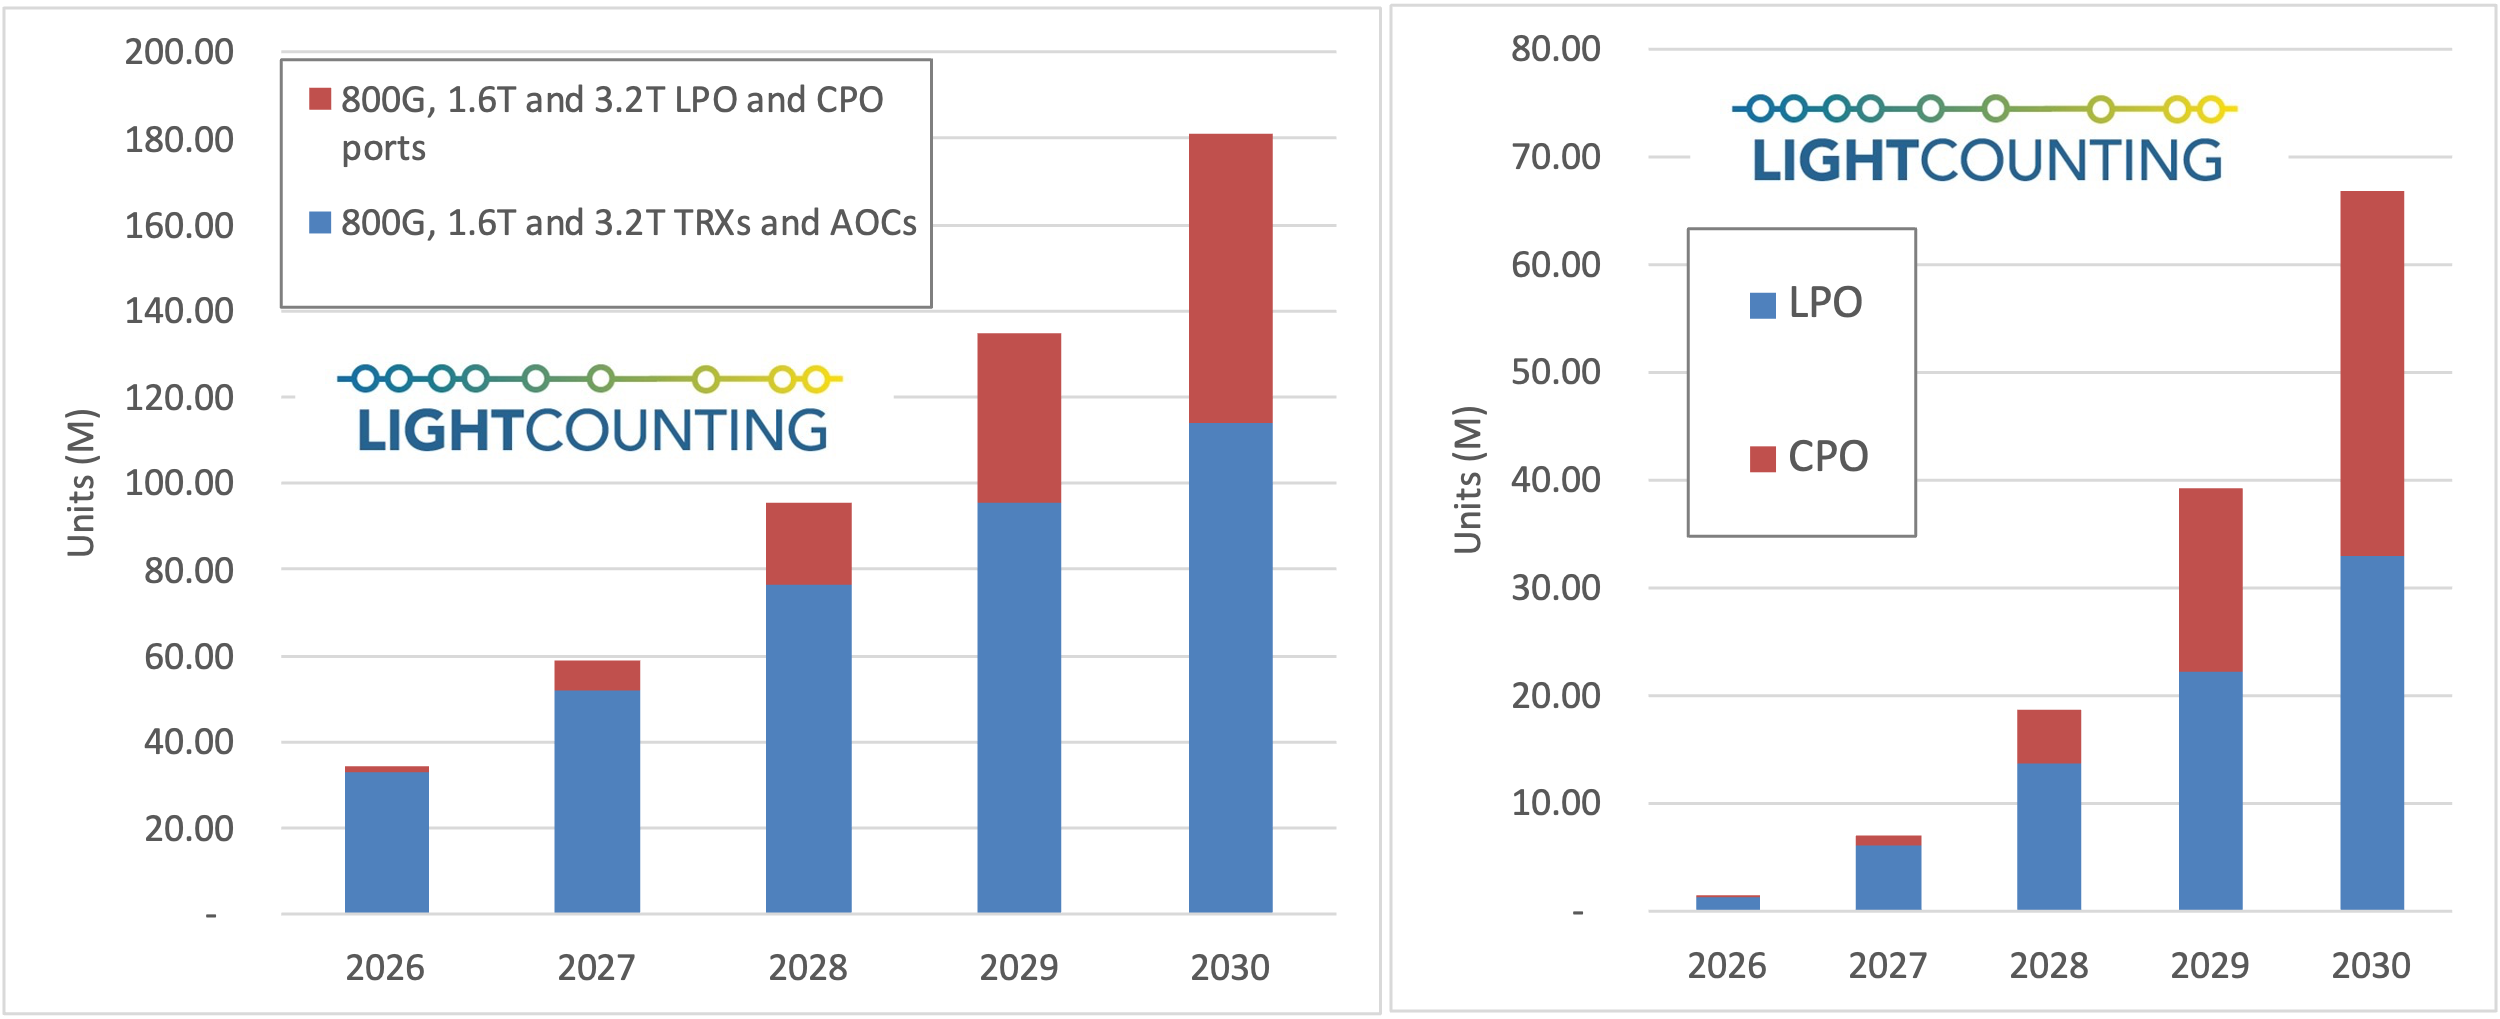 200.00
180.00
160.00
140.00
120.00
100.00
80.00
60.00
40.00
20.00
-
Units (M)
800G, 1.6T and 3.2T LPO and CPO
ports
800G, 1.6T and 3.2T TRXs and AOCs
LIGHTCOUNTING
2026 2027 2028 2029 2030
80.00
70.00
60.00
50.00
40.00
30.00
20.00
10.00
-
Units (M)
LIGHTCOUNTING
LPO
CPO
2026 2027 2028 2029 2030